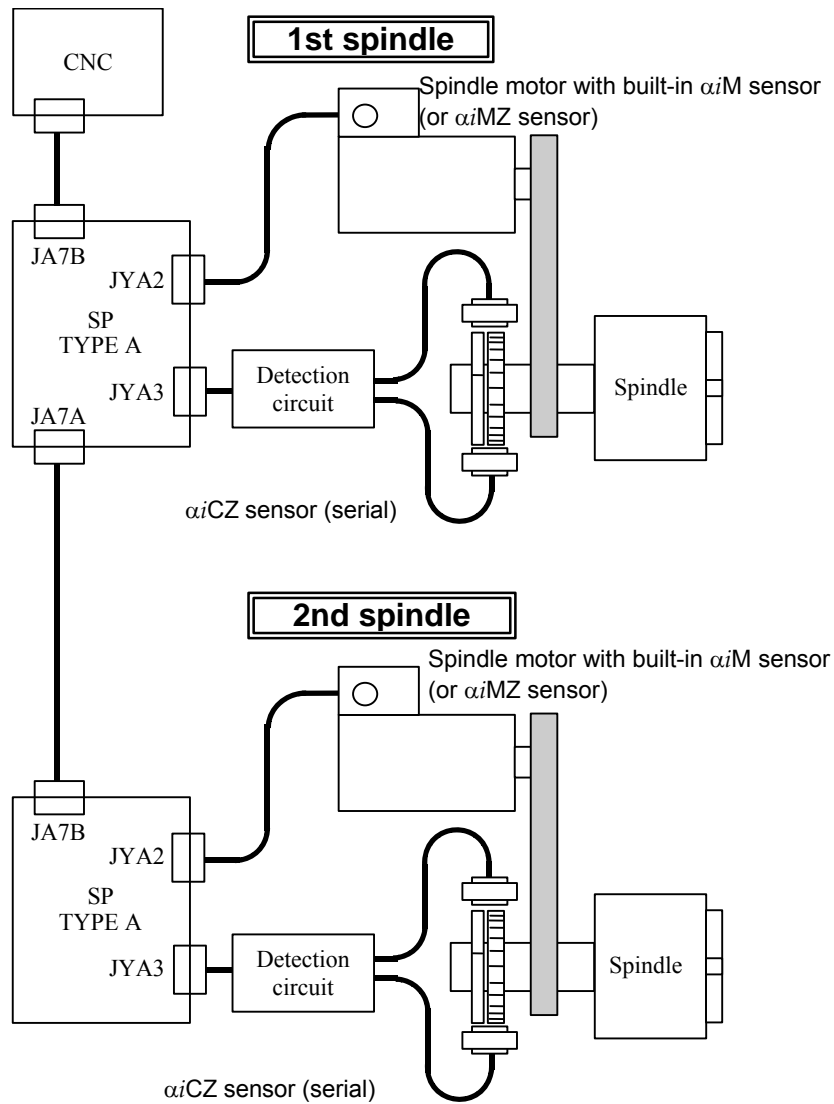 CNC
1st spindle
Spindle motor with built-in αiM sensor
(or αiMZ sensor)
JA7B
JYA2
SP
TYPE A
JYA3
JA7A
Detection
circuit
Spindle
αiCZ sensor (serial)
2nd spindle
Spindle motor with built-in αiM sensor
(or αiMZ sensor)
JA7B
JYA2
SP
TYPE A
JYA3
Detection
circuit
Spindle
αiCZ sensor (serial)